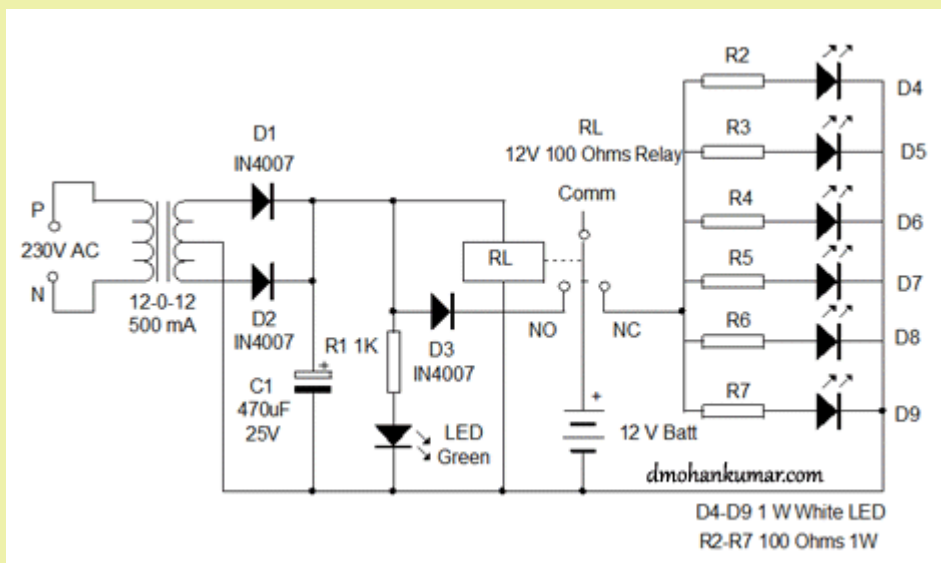 R2
D4
D1
IN4007
RL
12V 100 Ohms Relay
R3
D5
Comm
R4
D6
P
230V AC
N
RL
R5
D7
12-0-12
500 mA
D2
IN4007
R1 1K
D3
IN4007
NO
NC
R6
D8
+
C1
470uF
25V
LED
Green
+
12 V Batt
R7
D9
dmohankumar.com
D4-D9 1 W White LED
R2-R7 100 Ohms 1W